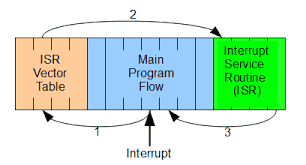 2
ISR
Vector
Table
Main
Program
Flow
Interrupt
Service
Routine
(ISR)
1
3
Interrupt